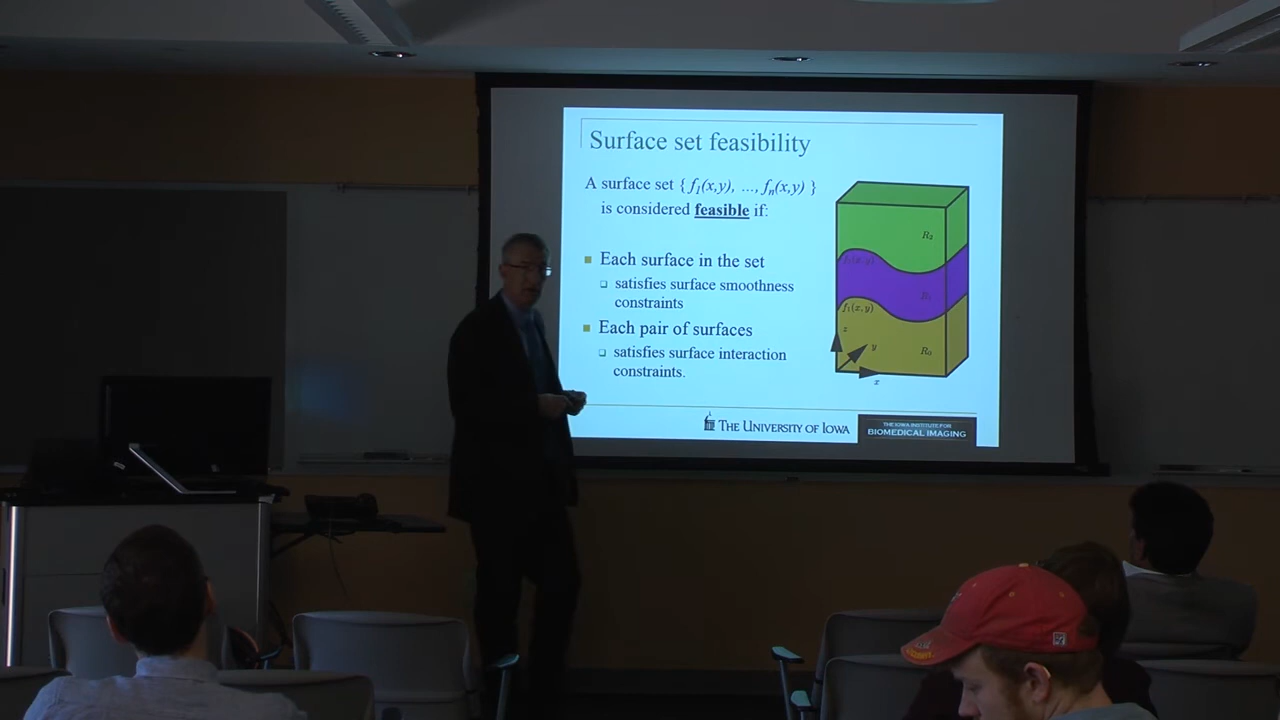 Surface set feasibility
A surface set { f1(x,y), ..., fn(x,y) }
is considered feasible if:
Each surface in the set
satisfies surface smoothness
constraints
Each pair of surfaces
satisfies surface interaction
constraints.
R2
R1
f1(x,y)
z
y
R0
x
THE UNIVERSITY OF IOWA
THE IOWA INSTITUTE FOR
BIOMEDICAL IMAGING